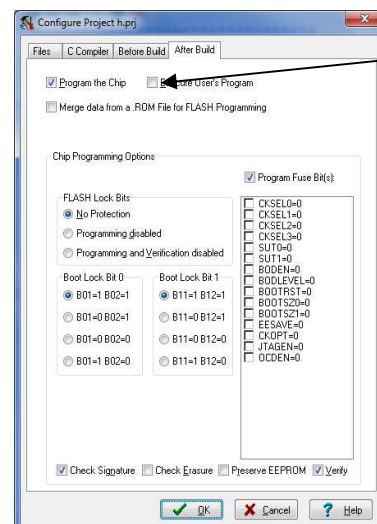 Configure Project h.prj
Files C Compiler Before Build After Build
Program the Chip Execute User's Program
Merge data from a .ROM File for FLASH Programming
Chip Programming Options
Program Fuse Bit(s):
FLASH Lock Bits
No Protection
Programming disabled
Programming and Verification disabled
Boot Lock Bit 0
B01=1 B02=1
B01=0 B02=1
B01=0 B02=0
B01=1 B02=0
Boot Lock Bit 1
B11=1 B12=1
B11=0 B12=1
B11=0 B12=0
B11=1 B12=0
CKSEL0=0
CKSEL1=0
CKSEL2=0
CKSEL3=0
SUT0=0
SUT1=0
BODEN=0
BODLEVEL=0
BOOTRST=0
BOOTSZ0=0
BOOTSZ1=0
EESAVE=0
CKOPT=0
JTAGEN=0
OCDEN=0
Check Signature Check Erasure Preserve EEPROM Verify
OK Cancel Help